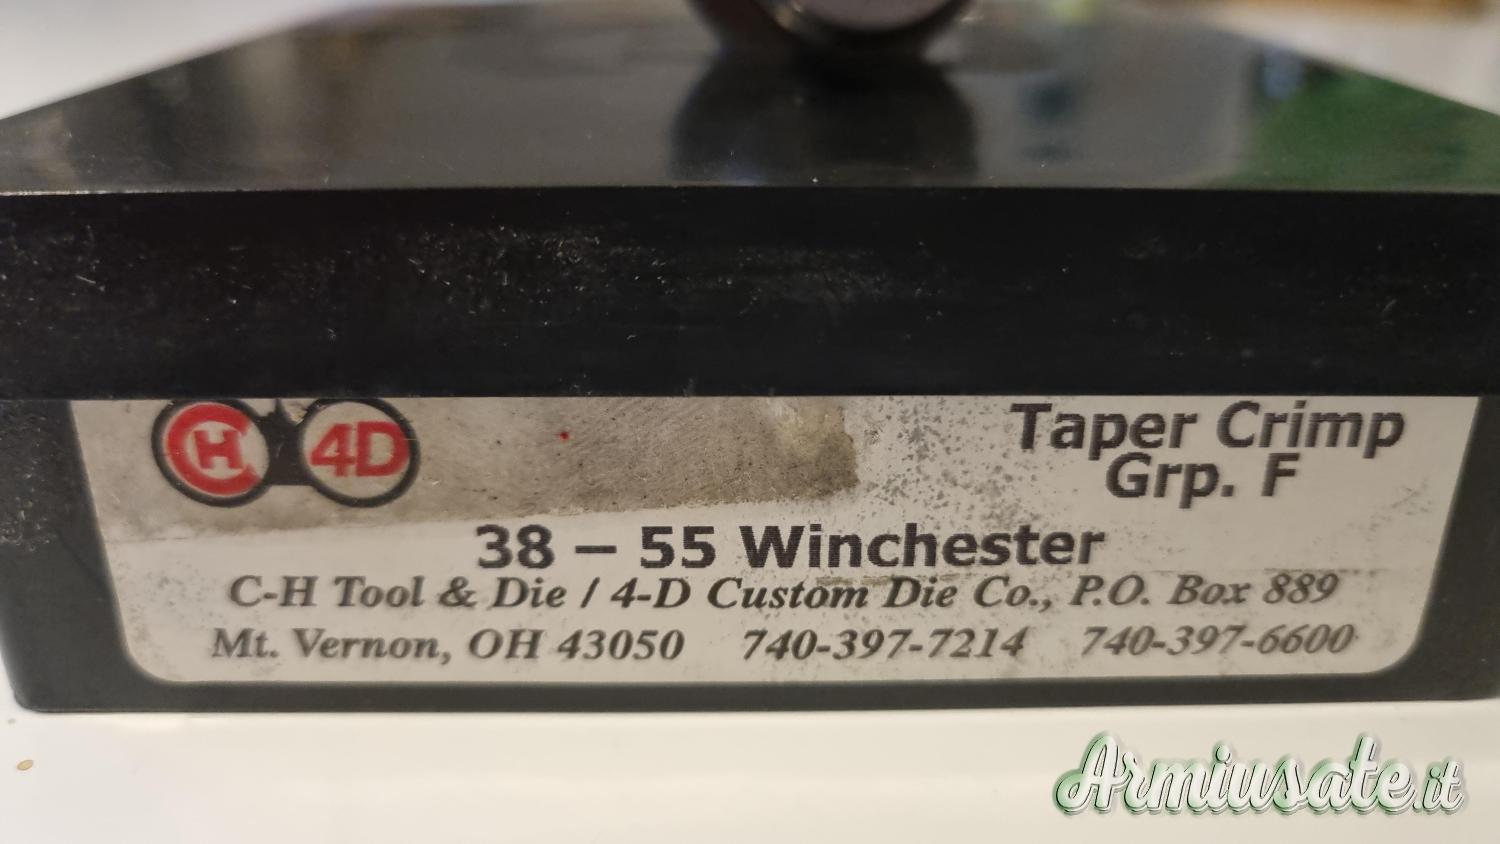 CH 4D
Taper Crimp
Grp. F
38 – 55 Winchester
C-H Tool & Die / 4-D Custom Die Co., P.O. Box 889
Mt. Vernon, OH 43050 740-397-7214 740-397-6600
Armiusate.it